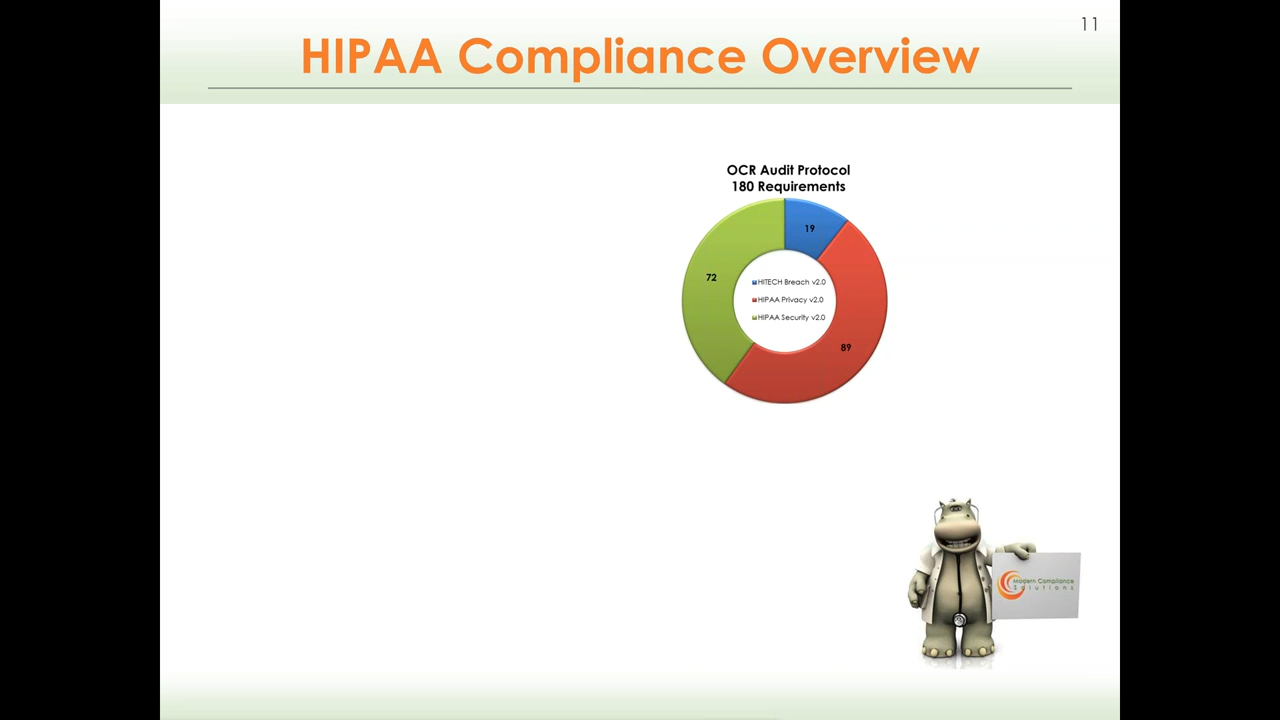 11
HIPAA Compliance Overview
OCR Audit Protocol
180 Requirements
19
72
HITECH Breach v2.0
HIPAA Privacy v2.0
HIPAA Security v2.0
89
Modern Compliance
Solutions